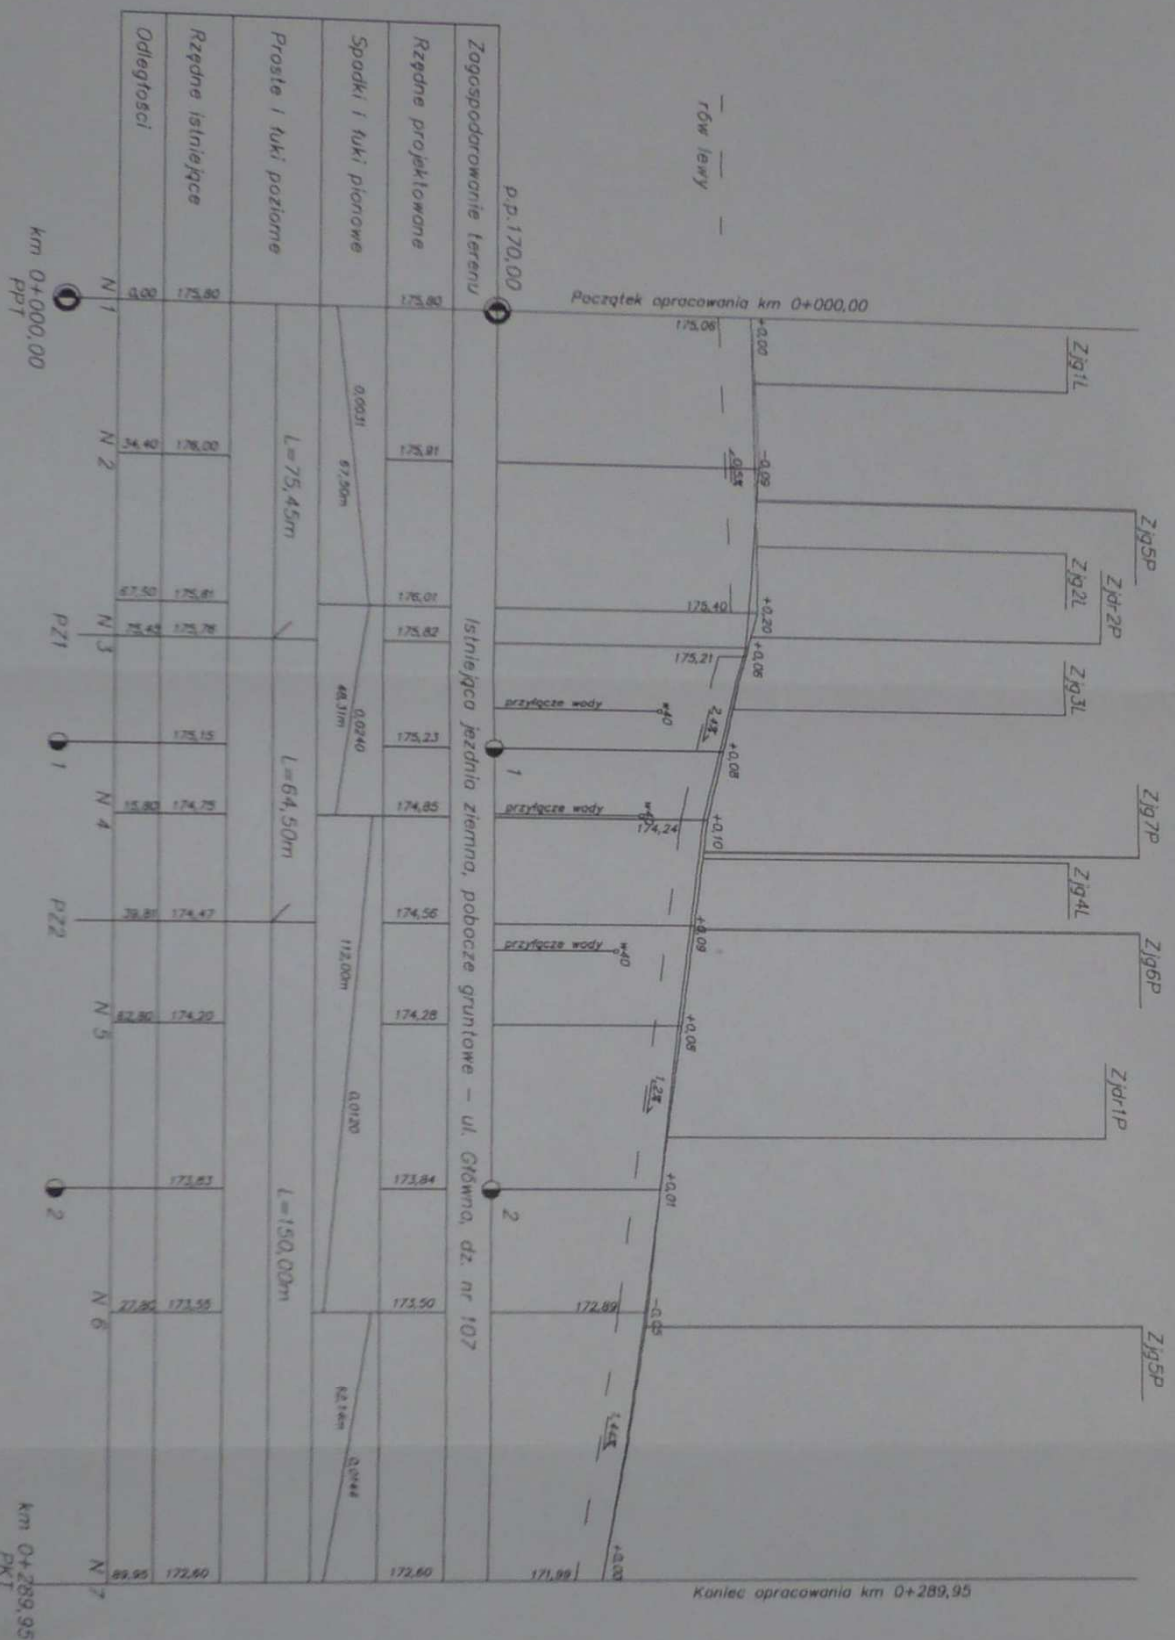 Zjg1L
Zjg5P
Zjg2L
Zjdr2P
Zjg3L
Zjg7P
Zjg4L
Zjg6P
Zjdr1P
Zjg5P
Początek opracowania km 0+000,00
Koniec opracowania km 0+289,95
rów lewy
+0,00
-0,09
+0,20
+0,06
+0,08
+0,10
+0,09
+0,08
+0,01
-0,05
+0,00
2,4%
1,2%
175,06
175,40
175,21
174,24
172,89
171,99
przyłącze wody
w40
przyłącze wody
przyłącze wody
w40
p.p.170,00
1
2
Zagospodarowanie terenu
Istniejąca jezdnia ziemna, pobocze gruntowe – ul. Główna, dz. nr 107
Rzędne projektowane
175,80
175,91
176,01
175,82
175,23
174,85
174,56
174,28
173,84
173,50
172,60
Spadki i łuki pionowe
0,0031
67,50m
0,0240
48,31m
112,00m
0,0120
0,0144
Proste i łuki poziome
L=75,45m
L=64,50m
L=150,00m
Rzędne istniejące
175,80
176,00
175,81
175,76
175,15
174,75
174,47
174,20
173,83
173,55
172,60
Odległości
0,00
34,40
67,50
75,45
15,80
39,81
62,80
27,80
89,95
N 1
N 2
N 3
N 4
N 5
N 6
N 7
PZ1
1
PZ2
2
km 0+000,00
PPT
km 0+289,95
PKT